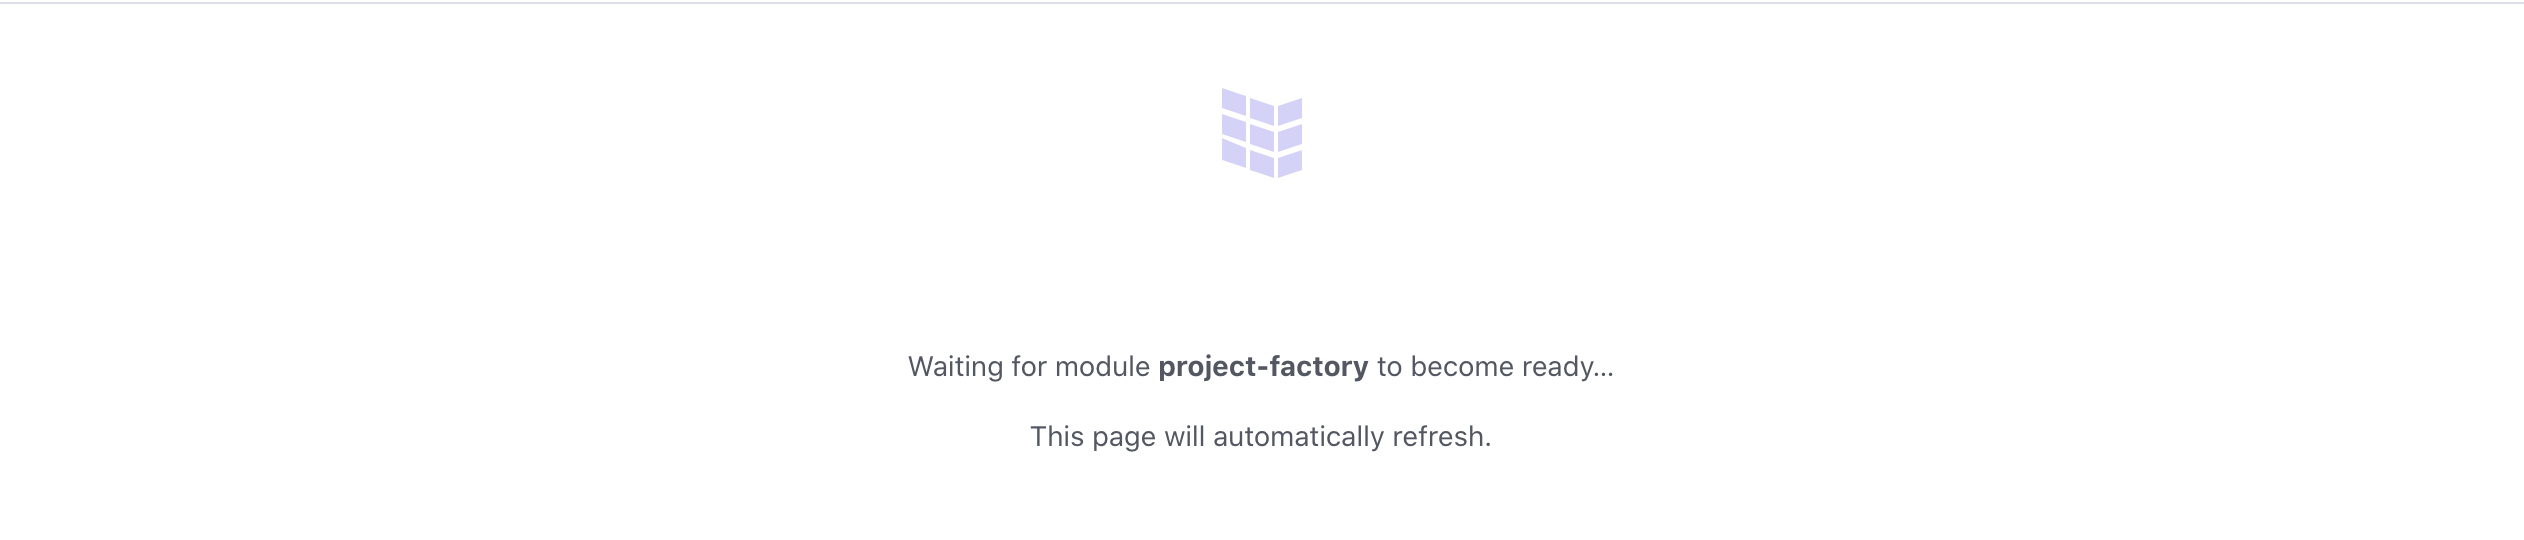 Waiting for module project-factory to become ready...
This page will automatically refresh.